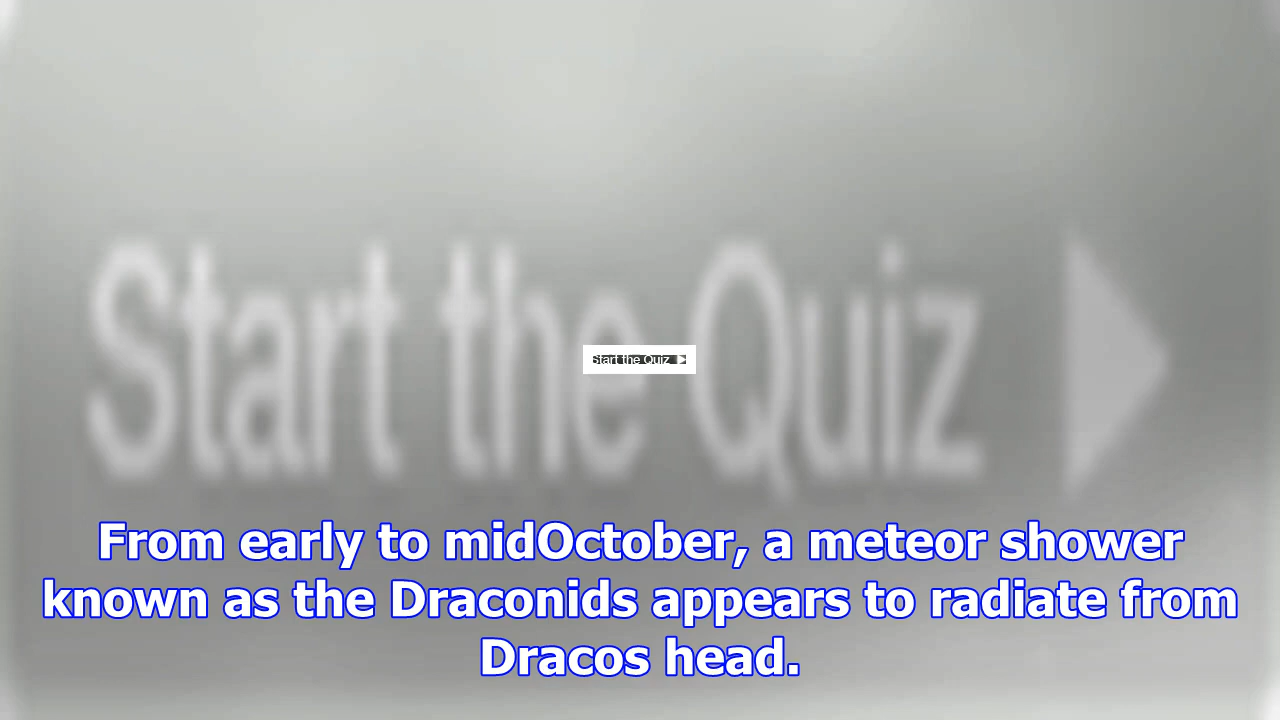 Start the Quiz
Start the Quiz
From early to midOctober, a meteor shower
known as the Draconids appears to radiate from
Dracos head.